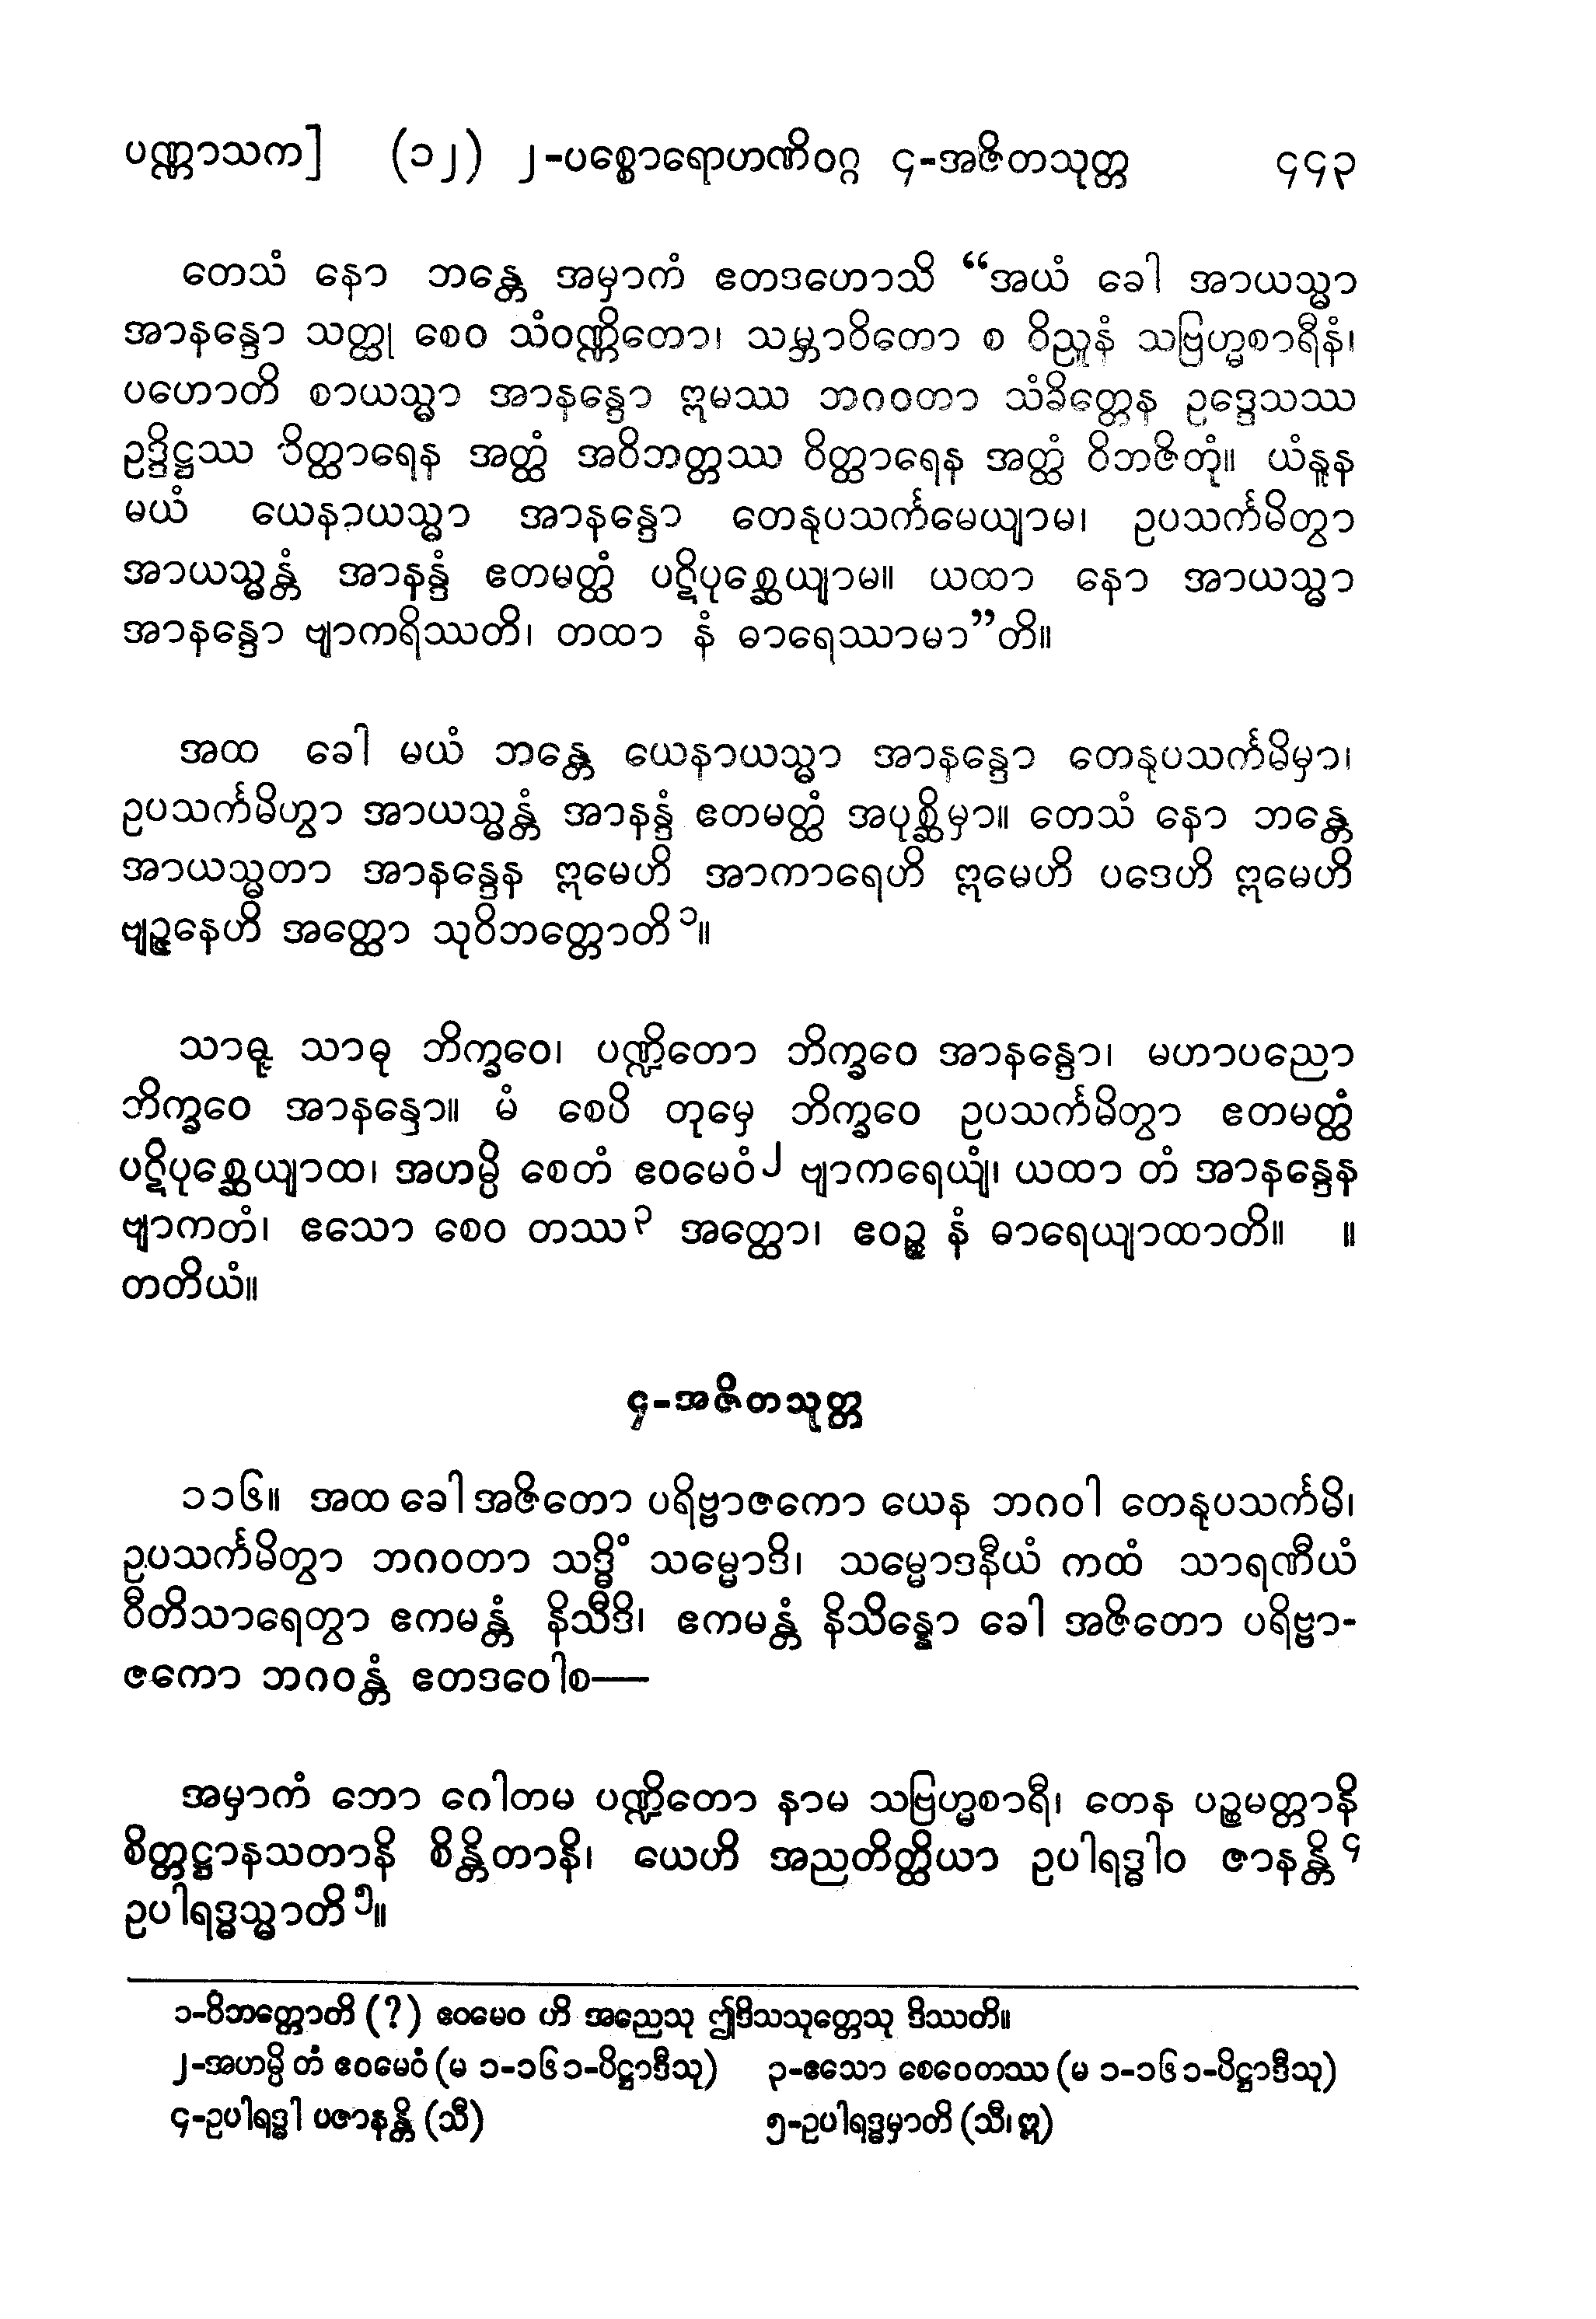 ပဏ္ဏာသက] (၁၂) ၂-ပစ္စောရောဟဏိဝဂ္ဂ ၄-အဇိတသုတ္တ ၄၄၃
တေသံ နော ဘန္တေ အမှာကံ ဧတဒဟောသိ “အယံ ခေါ အာယသ္မာ
အာနန္ဒော သတ္ထု စေဝ သံဝဏ္ဏိတော၊ သမ္ဘာဝိတော စ ဝိညူနံ သဗြဟ္မစာရီနံ၊
ပဟောတိ စာယသ္မာ အာနန္ဒော ဣမဿ ဘဂဝတာ သံခိတ္တေန ဥဒ္ဒေသဿ
ဥဒ္ဒိဋ္ဌဿ ဝိတ္ထာရေန အတ္ထံ အဝိဘတ္တဿ ဝိတ္ထာရေန အတ္ထံ ဝိဘဇိတုံ။ ယံနူန
မယံ ယေနာယသ္မာ အာနန္ဒော တေနုပသင်္ကမေယျာမ၊ ဥပသင်္ကမိတွာ
အာယသ္မန္တံ အာနန္ဒံ ဧတမတ္ထံ ပဋိပုစ္ဆေယျာမ။ ယထာ နော အာယသ္မာ
အာနန္ဒော ဗျာကရိဿတိ၊ တထာ နံ ဓာရေဿာမာ”တိ။
အထ ခေါ မယံ ဘန္တေ ယေနာယသ္မာ အာနန္ဒော တေနုပသင်္ကမိမှာ၊
ဥပသင်္ကမိတွာ အာယသ္မန္တံ အာနန္ဒံ ဧတမတ္ထံ အပုစ္ဆိမှာ။ တေသံ နော ဘန္တေ
အာယသ္မတာ အာနန္ဒေန ဣမေဟိ အာကာရေဟိ ဣမေဟိ ပဒေဟိ ဣမေဟိ
ဗျဉ္ဇနေဟိ အတ္ထော သုဝိဘတ္တောတိ၁။
သာဓု သာဓု ဘိက္ခဝေ၊ ပဏ္ဍိတော ဘိက္ခဝေ အာနန္ဒော၊ မဟာပညော
ဘိက္ခဝေ အာနန္ဒော။ မံ စေပိ တုမှေ ဘိက္ခဝေ ဥပသင်္ကမိတွာ ဧတမတ္ထံ
ပဋိပုစ္ဆေယျာထ၊ အဟမ္ပိ စေတံ ဧဝမေဝံ၂ ဗျာကရေယျံ၊ ယထာ တံ အာနန္ဒေန
ဗျာကတံ၊ ဧသော စေဝ တဿ၃ အတ္ထော၊ ဧဝဉ္စ နံ ဓာရေယျာထာတိ။ ။
တတိယံ။
၄-အဇိတသုတ္တ
၁၁၆။ အထ ခေါ အဇိတော ပရိဗ္ဗာဇကော ယေန ဘဂဝါ တေနုပသင်္ကမိ၊
ဥပသင်္ကမိတွာ ဘဂဝတာ သဒ္ဓိံ သမ္မောဒိ၊ သမ္မောဒနီယံ ကထံ သာရဏီယံ
ဝီတိသာရေတွာ ဧကမန္တံ နိသီဒိ၊ ဧကမန္တံ နိသိန္နော ခေါ အဇိတော ပရိဗ္ဗာ-
ဇကော ဘဂဝန္တံ ဧတဒဝေါစ—
အမှာကံ ဘော ဂေါတမ ပဏ္ဍိတော နာမ သဗြဟ္မစာရီ၊ တေန ပဉ္စမတ္တာနိ
စိတ္တဋ္ဌာနသတာနိ စိန္တိတာနိ၊ ယေဟိ အညတိတ္ထိယာ ဥပါရဒ္ဓါဝ ဇာနန္တိ၄
ဥပါရဒ္ဓသ္မာတိ၅။
၁-ဝိဘတ္တောတိ (?) ဧဝမေဝ ဟိ အညေသု ဤဒိသသုတ္တေသု ဒိဿတိ။
၂-အဟမ္ပိ တံ ဧဝမေဝံ (မ ၁-၁၆၁-ပိဋ္ဌာဒီသု) ၃-ဧသော စေဝေတဿ (မ ၁-၁၆၁-ပိဋ္ဌာဒီသု)
၄-ဥပါရဒ္ဓါ ပဇာနန္တိ (သီ) ၅-ဥပါရဒ္ဓမှာတိ (သီ၊ ဣ)